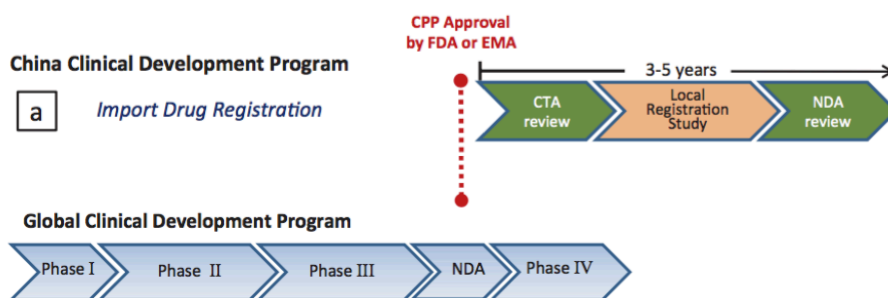 CPP Approval
by FDA or EMA
China Clinical Development Program
3-5 years
a
Import Drug Registration
CTA
review
Local
Registration
Study
NDA
review
Global Clinical Development Program
Phase I
Phase II
Phase III
NDA
Phase IV